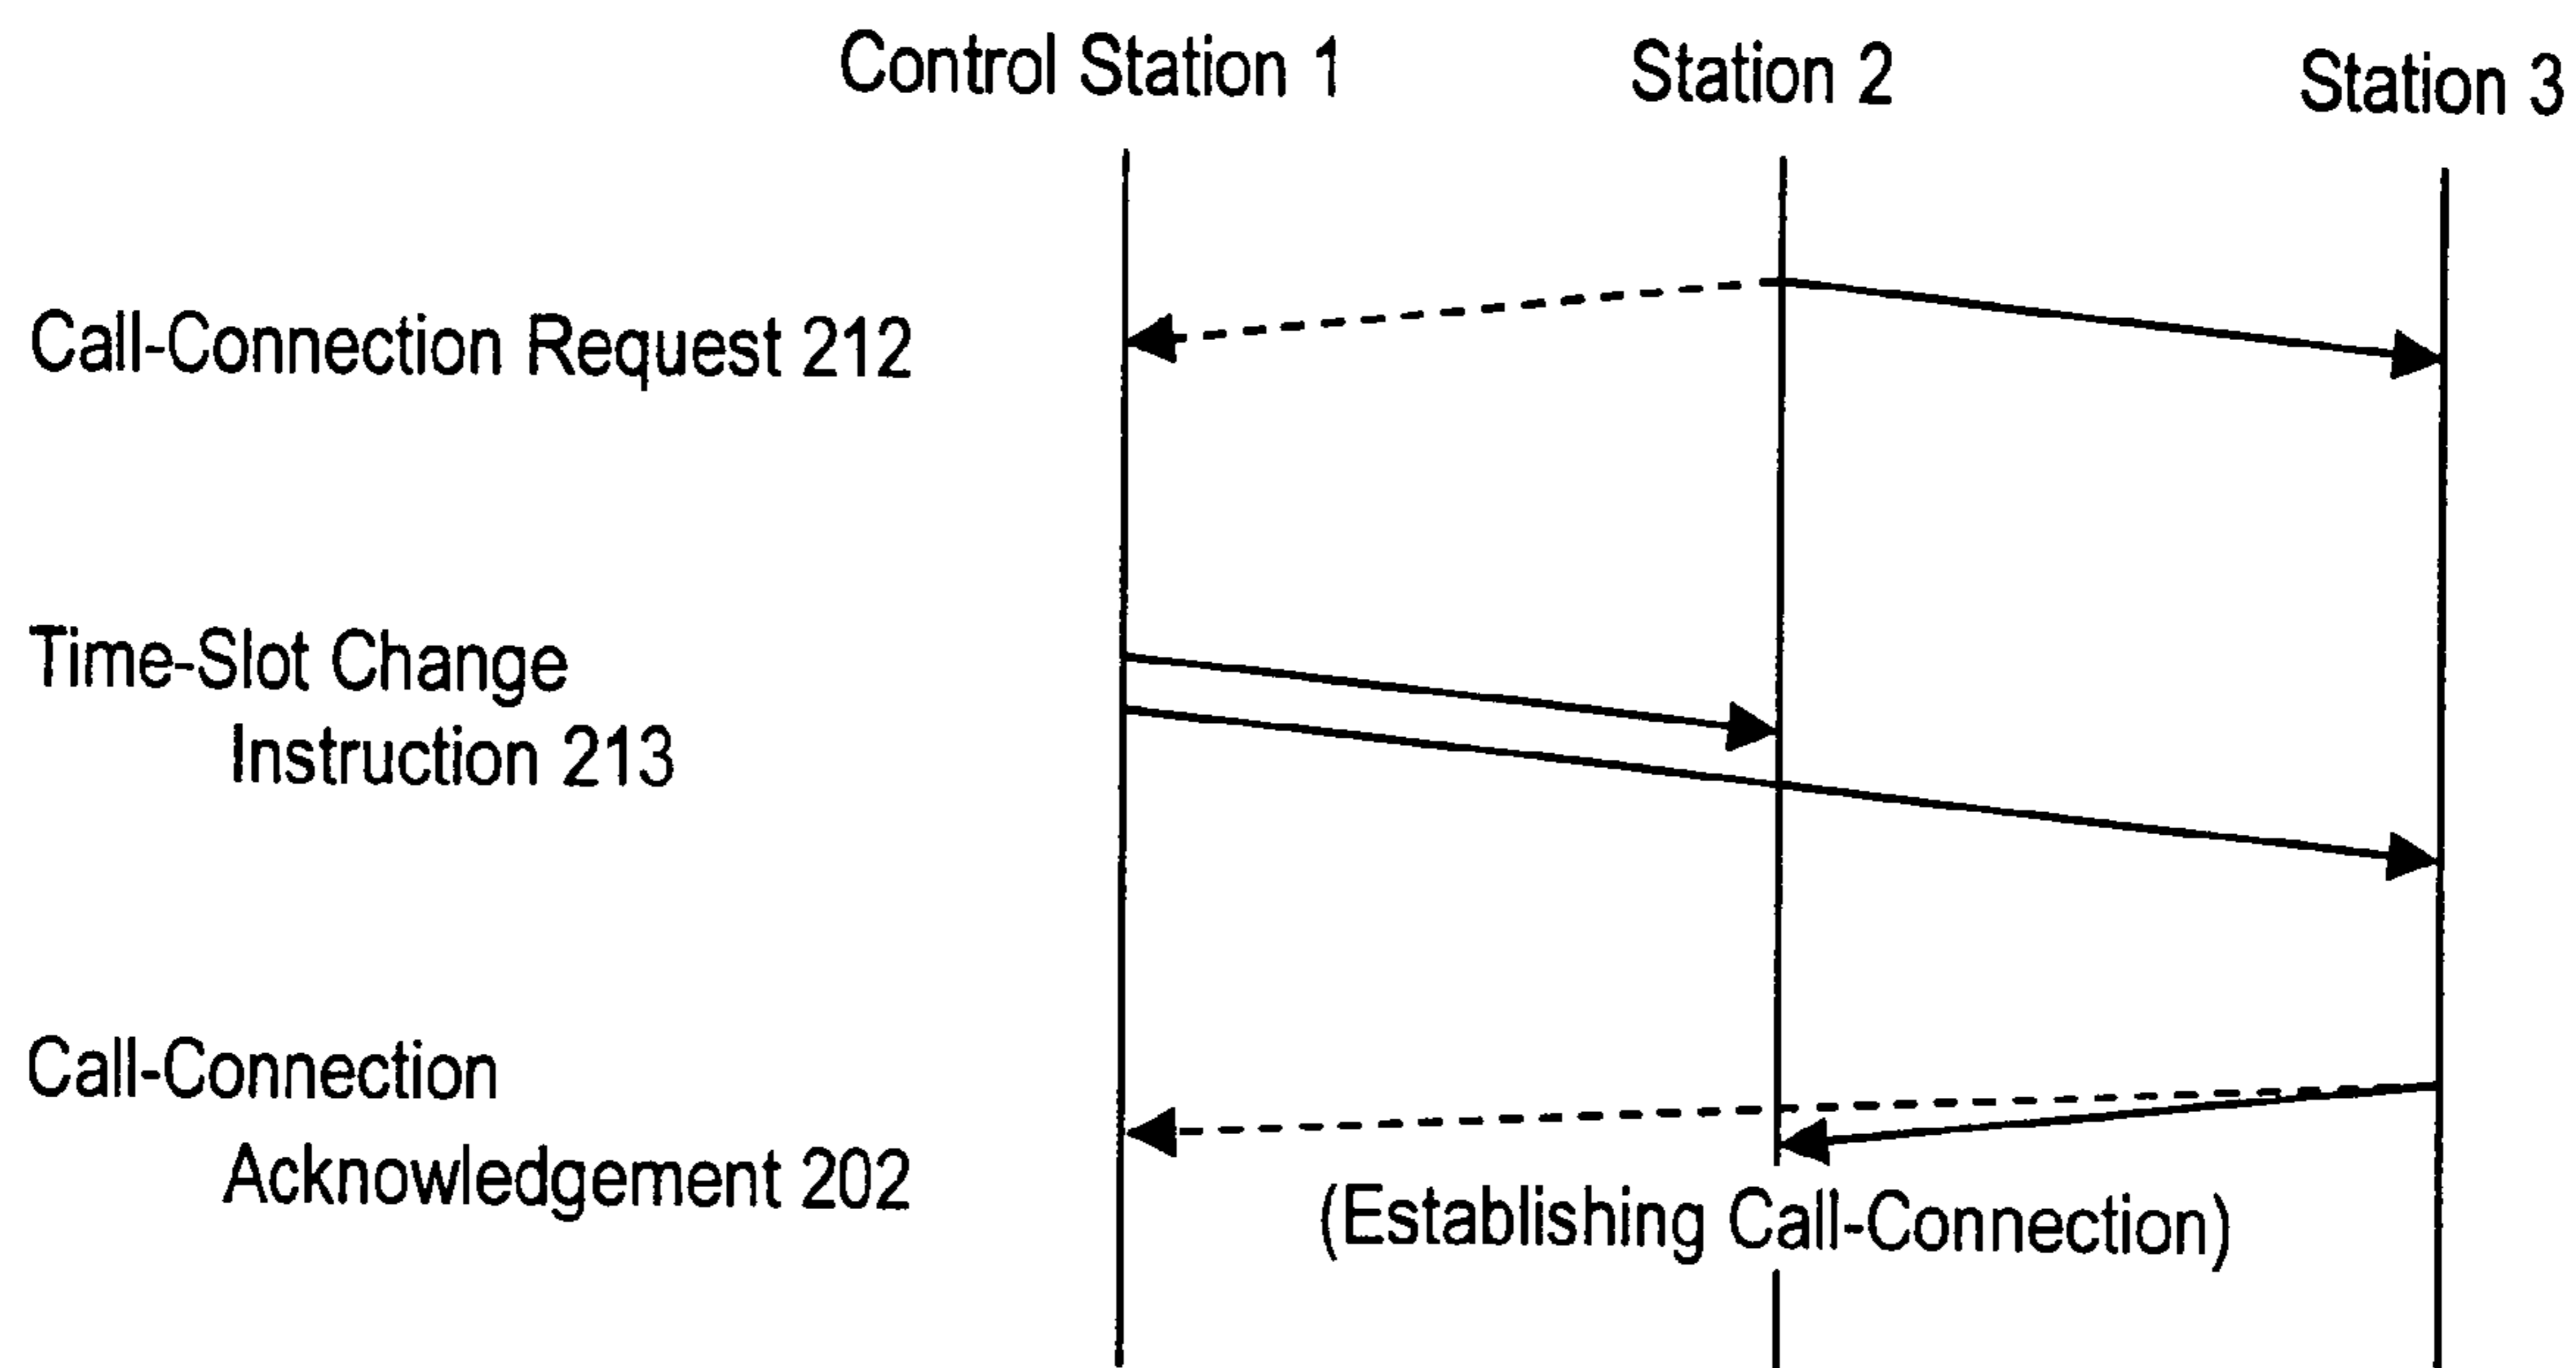 Control Station 1
Station 2
Station 3
Call-Connection Request 212
Time-Slot Change
Instruction 213
Call-Connection
Acknowledgement 202
(Establishing Call-Connection)